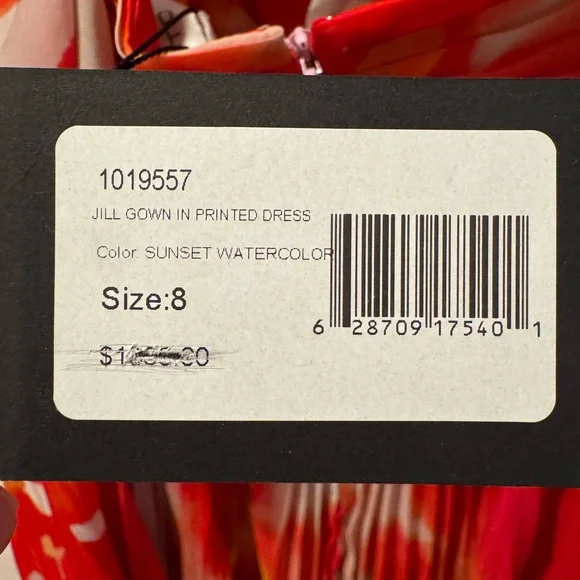 1019557
JILL GOWN IN PRINTED DRESS
Color: SUNSET WATERCOLOR
Size:8
6 28709 17540 1